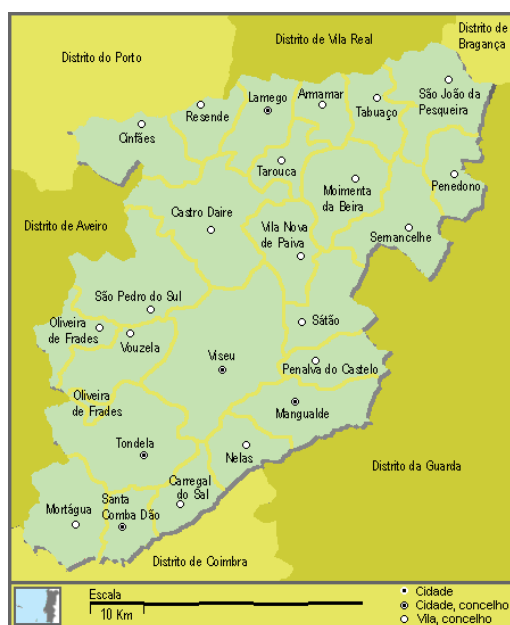 Distrito de
Bragança
Distrito de Vila Real
Distrito do Porto
São João da
Pesqueira
Lamego
Armamar
Tabuaço
Resende
Cinfães
Tarouca
Moimenta
da Beira
Penedono
Castro Daire
Distrito de Aveiro
Vila Nova
de Paiva
Sernancelhe
São Pedro do Sul
Oliveira
de Frades
Vouzela
Sátão
Viseu
Penalva do Castelo
Oliveira
de Frades
Mangualde
Tondela
Nelas
Distrito da Guarda
Carregal
do Sal
Santa
Comba Dão
Mortágua
Distrito de Coimbra
Escala
10 Km
Cidade
Cidade, concelho
Vila, concelho